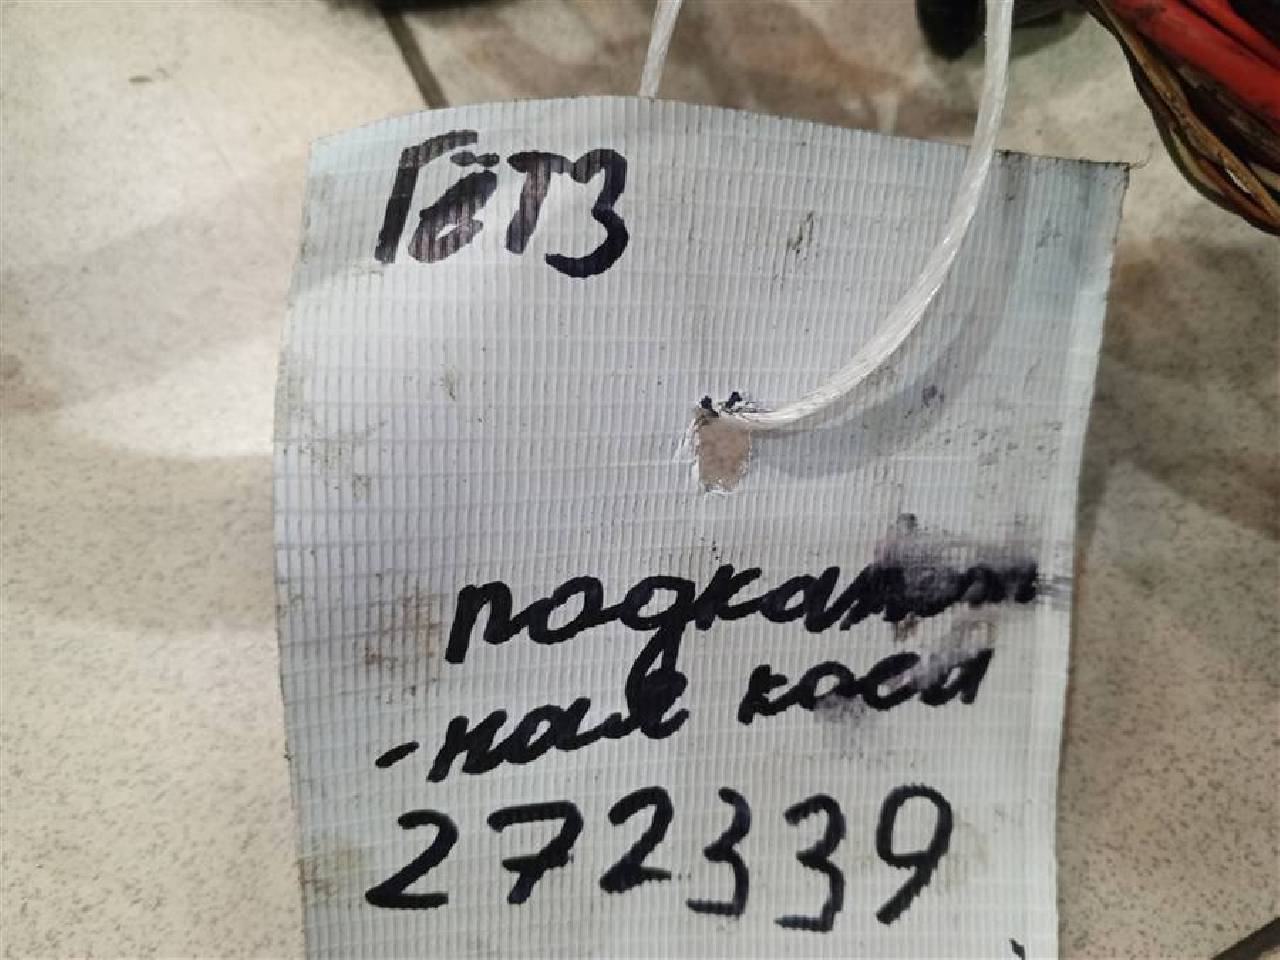 Гётз
подкапот
-ная коса
272339